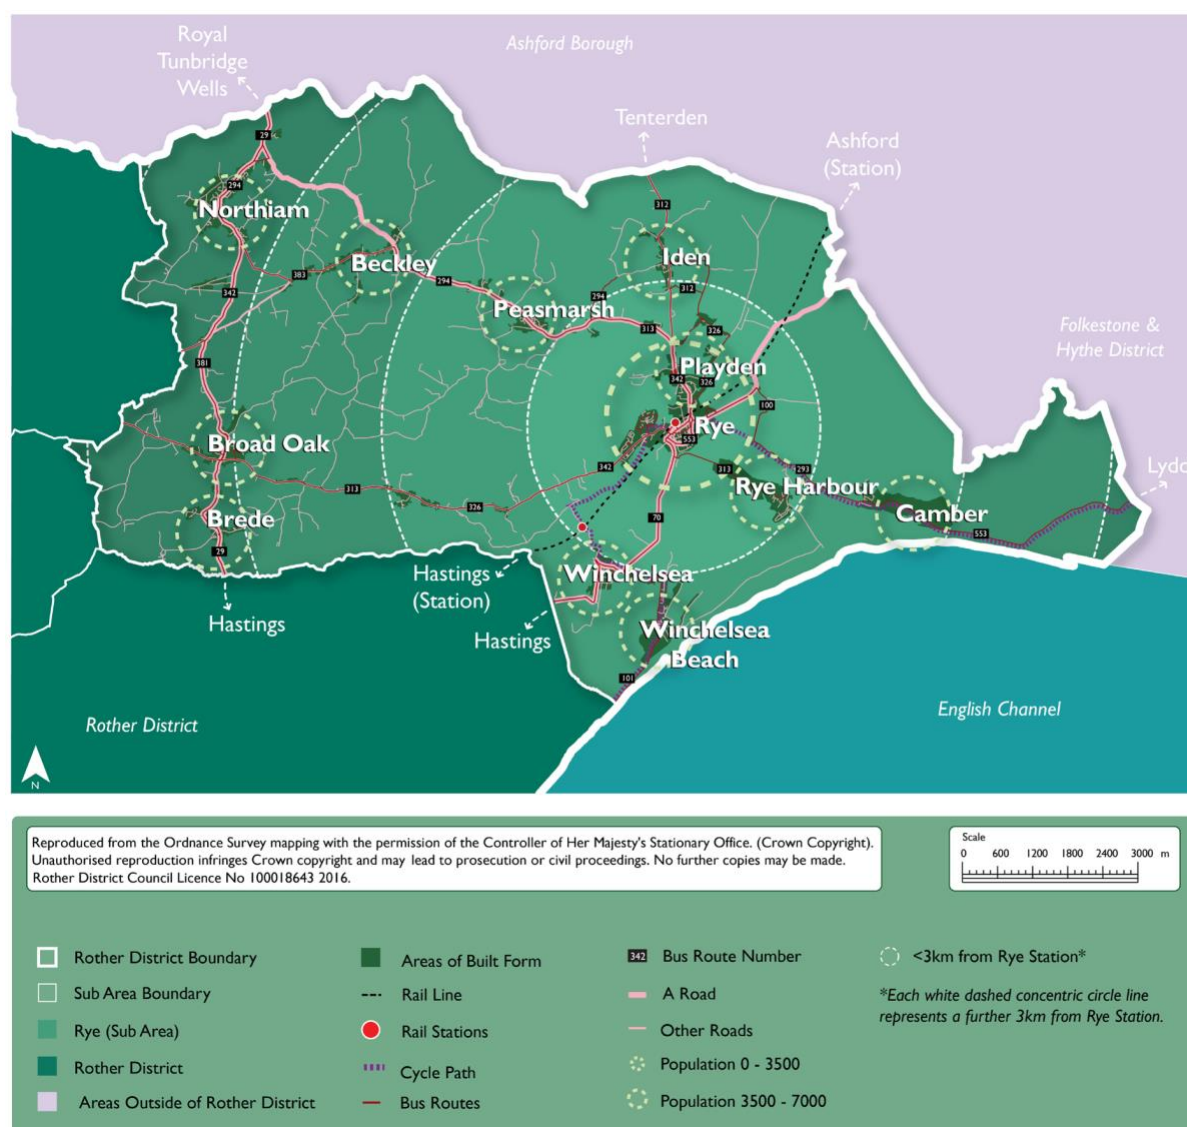 Royal
Tunbridge
Wells
Ashford Borough
Tenterden
Ashford
(Station)
29
294
312
Northiam
Iden
Beckley
383
294
342
312
294
Peasmarsh
313
326
Folkestone &
Hythe District
381
Playden
342
326
100
Rye
553
Broad Oak
342
313
293
Lydd
313
326
Rye Harbour
Brede
70
Camber
553
29
Hastings
(Station)
Winchelsea
Hastings
Hastings
Winchelsea
Beach
101
Rother District
English Channel
N
Reproduced from the Ordnance Survey mapping with the permission of the Controller of Her Majesty's Stationary Office. (Crown Copyright).
Unauthorised reproduction infringes Crown copyright and may lead to prosecution or civil proceedings. No further copies may be made.
Rother District Council Licence No 100018643 2016.
Scale
0 600 1200 1800 2400 3000 m
Rother District Boundary
Sub Area Boundary
Rye (Sub Area)
Rother District
Areas Outside of Rother District
Areas of Built Form
Rail Line
Rail Stations
Cycle Path
Bus Routes
342 Bus Route Number
A Road
Other Roads
Population 0 - 3500
Population 3500 - 7000
<3km from Rye Station*
*Each white dashed concentric circle line
represents a further 3km from Rye Station.